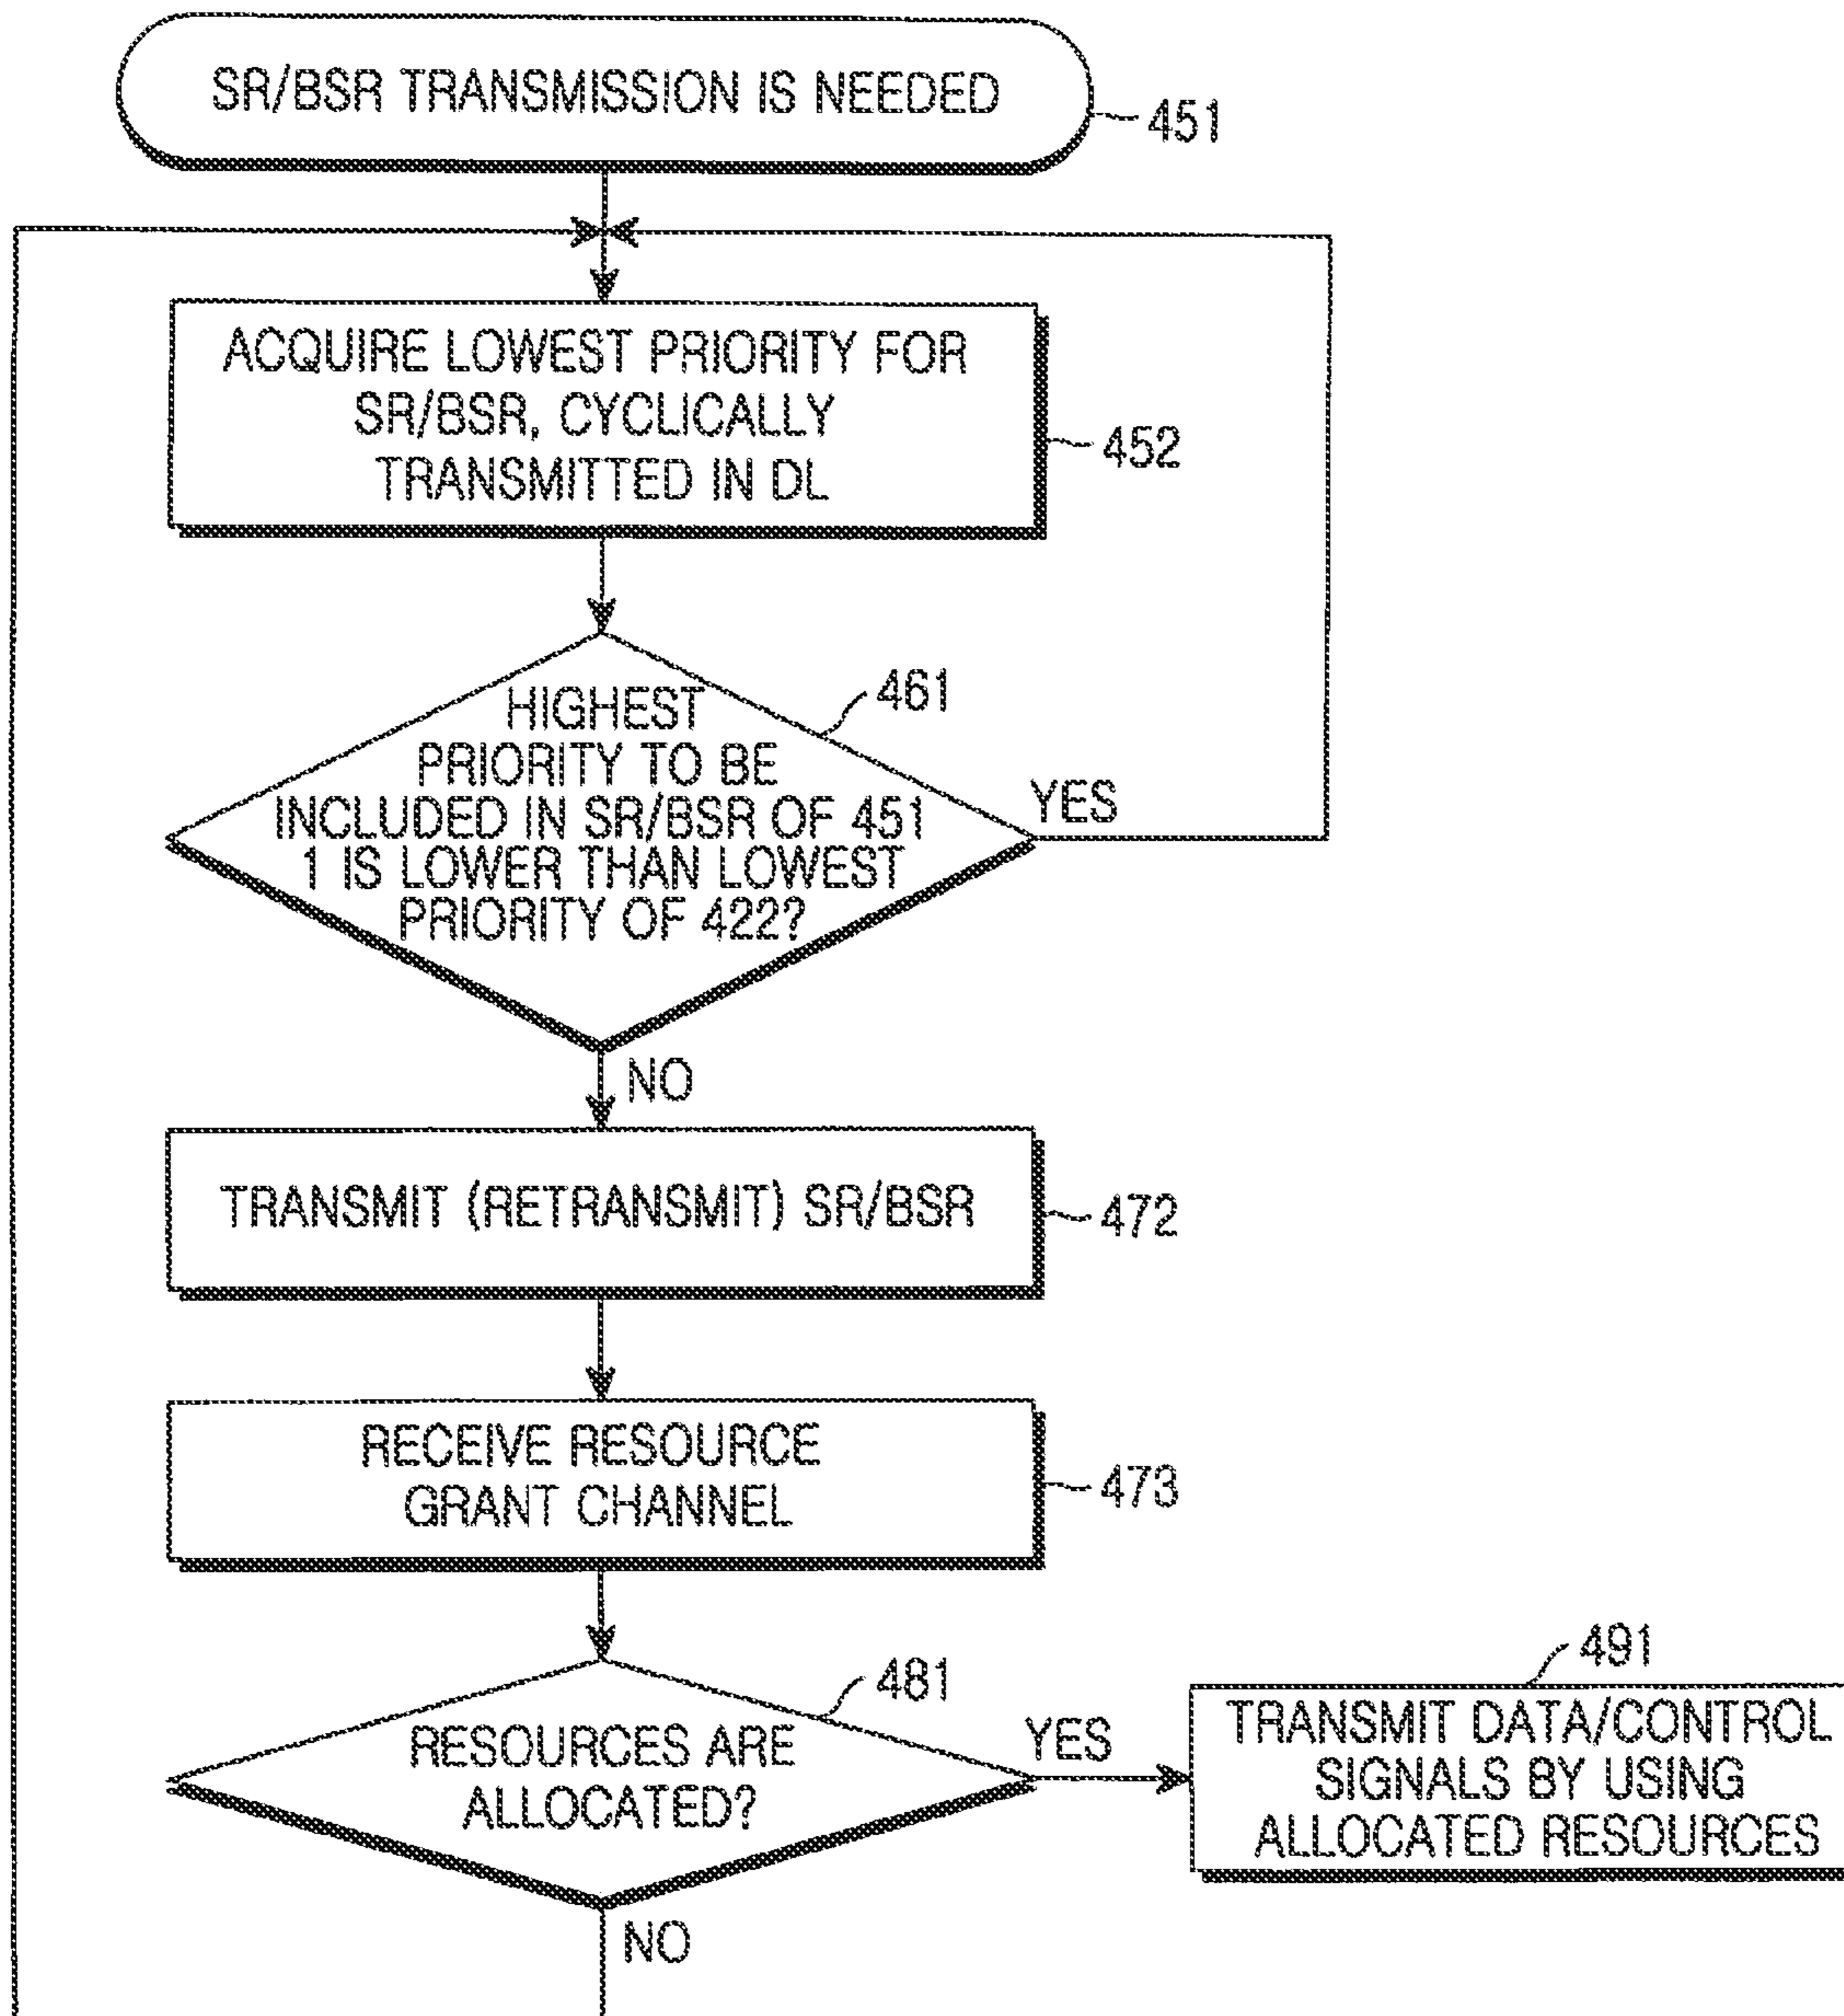 SR/BSR TRANSMISSION IS NEEDED
451
ACQUIRE LOWEST PRIORITY FOR
SR/BSR, CYCLICALLY
TRANSMITTED IN DL
452
461
HIGHEST
PRIORITY TO BE
INCLUDED IN SR/BSR OF 451
1 IS LOWER THAN LOWEST
PRIORITY OF 422?
YES
NO
TRANSMIT (RETRANSMIT) SR/BSR
472
RECEIVE RESOURCE
GRANT CHANNEL
473
481
RESOURCES ARE
ALLOCATED?
YES
491
TRANSMIT DATA/CONTROL
SIGNALS BY USING
ALLOCATED RESOURCES
NO